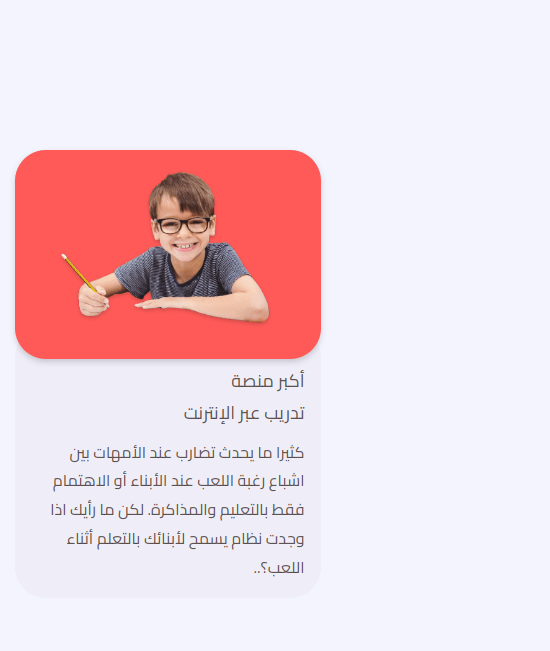 أكبر منصة
تدريب عبر الإنترنت
كثيرا ما يحدث تضارب عند الأمهات بين
اشباع رغبة اللعب عند الأبناء أو الاهتمام
فقط بالتعليم والمذاكرة. لكن ما رأيك اذا
وجدت نظام يسمح لأبنائك بالتعلم أثناء
اللعب؟..